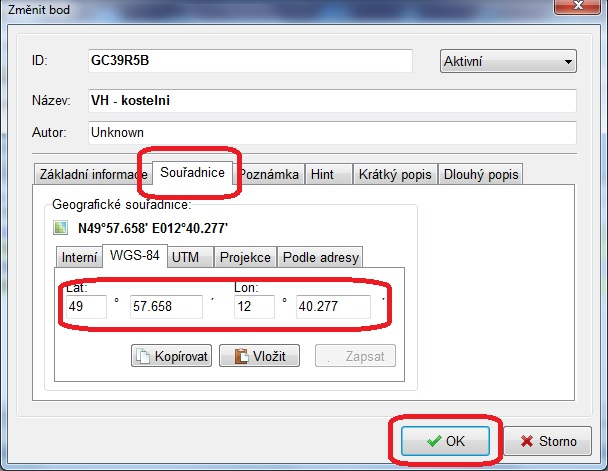 Změnit bod
ID: GC39R5B Aktivní
Název: VH - kostelni
Autor: Unknown
Základní informace Souřadnice Poznámka Hint Krátký popis Dlouhý popis
Geografické souřadnice:
N49°57.658' E012°40.277'
Interní WGS-84 UTM Projekce Podle adresy
Lat: Lon:
49 ° 57.658 ´ 12 ° 40.277 ´
Kopírovat Vložit Zapsat
OK Storno